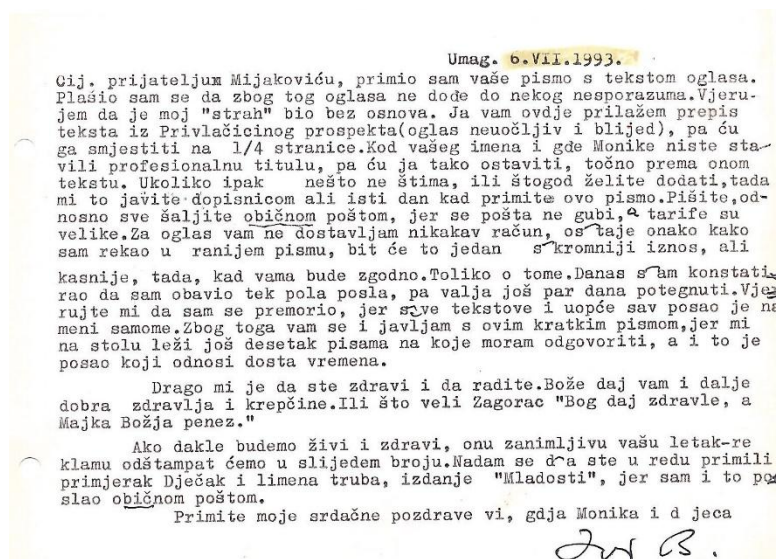 Umag. 6.VII.1993.
Cij. prijateljum Mijakoviću, primio sam vaše pismo s tekstom oglasa.
Plašio sam se da zbog tog oglasa ne dođe do nekog nesporazuma.Vjeru-
jem da je moj "strah" bio bez osnova. Ja vam ovdje prilažem prepis
teksta iz Privlačicinog prospekta(oglas neuočljiv i blijed), pa ću
ga smjestiti na 1/4 stranice.Kod vašeg imena i gđe Monike niste sta-
vili profesionalnu titulu, pa ću ja tako ostaviti, točno prema onom
tekstu. Ukoliko ipak nešto ne štima, ili štogod želite dodati,tada
mi to javite dopisnicom ali isti dan kad primite ovo pismo.Pišite,od-
nosno sve šaljite običnom poštom, jer se pošta ne gubi, a tarife su
velike.Za oglas vam ne dostavljam nikakav račun, ostaje onako kako
sam rekao u ranijem pismu, bit će to jedan skromniji iznos, ali
kasnije, tada, kad vama bude zgodno.Toliko o tome.Danas sam konstati-
rao da sam obavio tek pola posla, pa valja još par dana potegnuti.Vje-
rujte mi da sam se premorio, jer sve tekstove i uopće sav posao je na
meni samome.Zbog toga vam se i javljam s ovim kratkim pismom,jer mi
na stolu leži još desetak pisama na koje moram odgovoriti, a i to je
posao koji odnosi dosta vremena.
Drago mi je da ste zdravi i da radite.Bože daj vam i dalje
dobra zdravlja i krepčine.Ili što veli Zagorac "Bog daj zdravle, a
Majka Božja penez."
Ako dakle budemo živi i zdravi, onu zanimljivu vašu letak-re
klamu odštampat ćemo u slijedem broju.Nadam se da ste u redu primili
primjerak Dječak i limena truba, izdanje "Mladosti", jer sam i to po-
slao običnom poštom.
Primite moje srdačne pozdrave vi, gdja Monika i d jeca